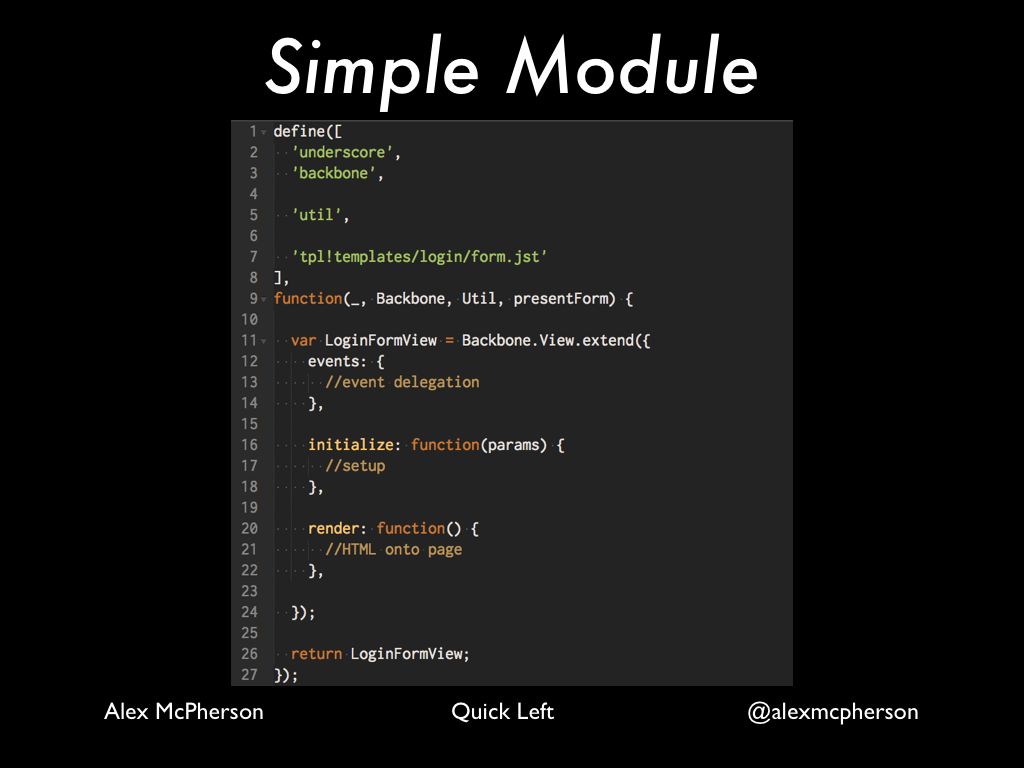 Simple Module
1 define([
2   'underscore',
3   'backbone',
4
5   'util',
6
7   'tpl!templates/login/form.jst'
8 ],
9 function(_, Backbone, Util, presentForm) {
10
11   var LoginFormView = Backbone.View.extend({
12     events: {
13       //event delegation
14     },
15
16     initialize: function(params) {
17       //setup
18     },
19
20     render: function() {
21       //HTML onto page
22     },
23
24   });
25
26   return LoginFormView;
27 });
Alex McPherson Quick Left @alexmcpherson